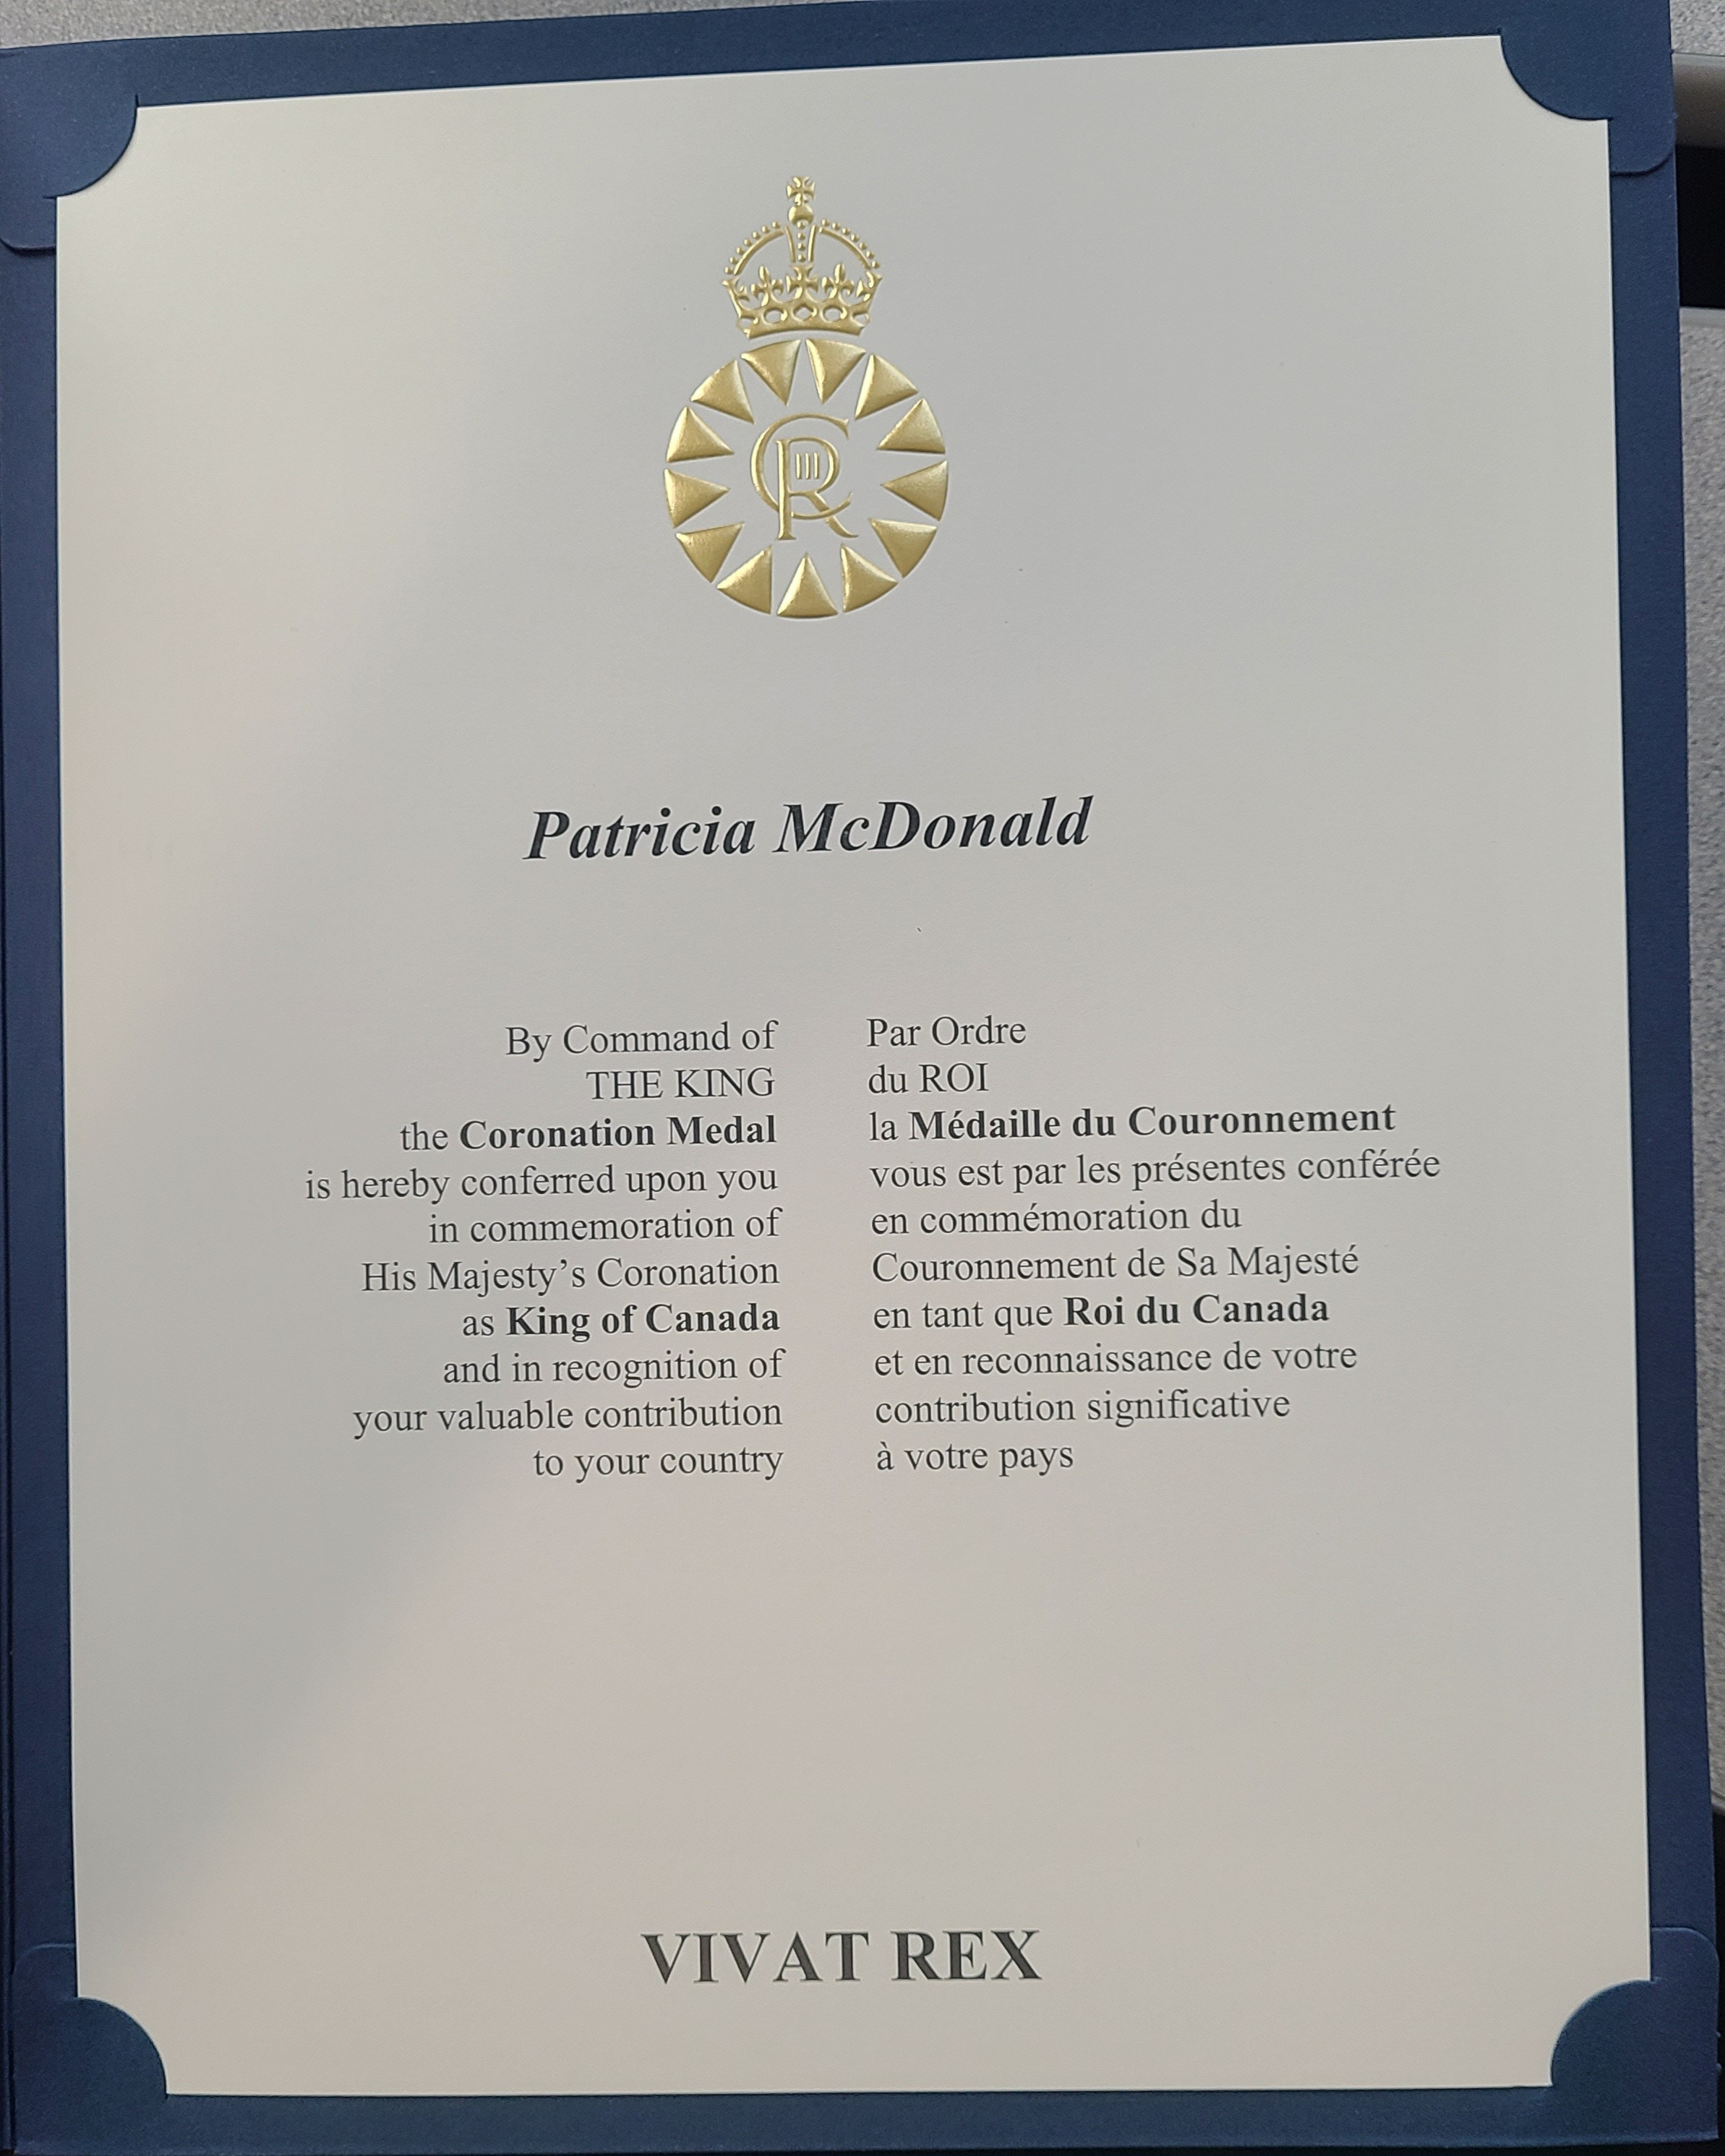 CR III
Patricia McDonald
By Command of
THE KING
the Coronation Medal
is hereby conferred upon you
in commemoration of
His Majesty’s Coronation
as King of Canada
and in recognition of
your valuable contribution
to your country
Par Ordre
du ROI
la Médaille du Couronnement
vous est par les présentes conférée
en commémoration du
Couronnement de Sa Majesté
en tant que Roi du Canada
et en reconnaissance de votre
contribution significative
à votre pays
VIVAT REX